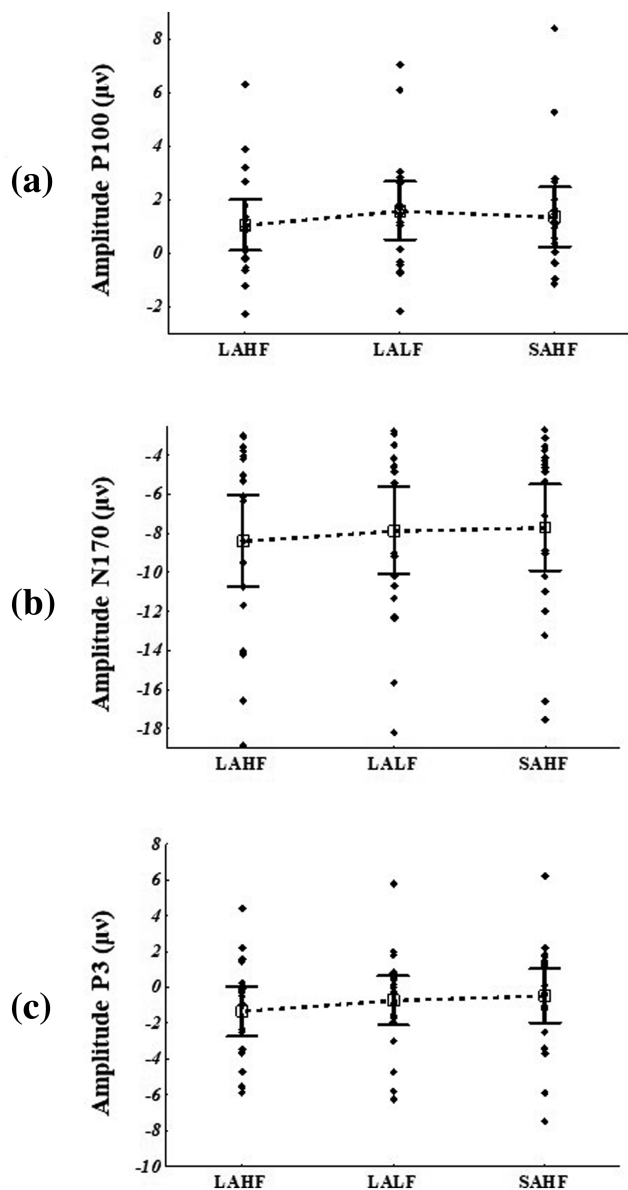 (a)
Amplitude P100 (μv)
8
6
4
2
0
-2
LAHF LALF SAHF
(b)
Amplitude N170 (μv)
-4
-6
-8
-10
-12
-14
-16
-18
LAHF LALF SAHF
(c)
Amplitude P3 (μv)
8
6
4
2
0
-2
-4
-6
-8
-10
LAHF LALF SAHF